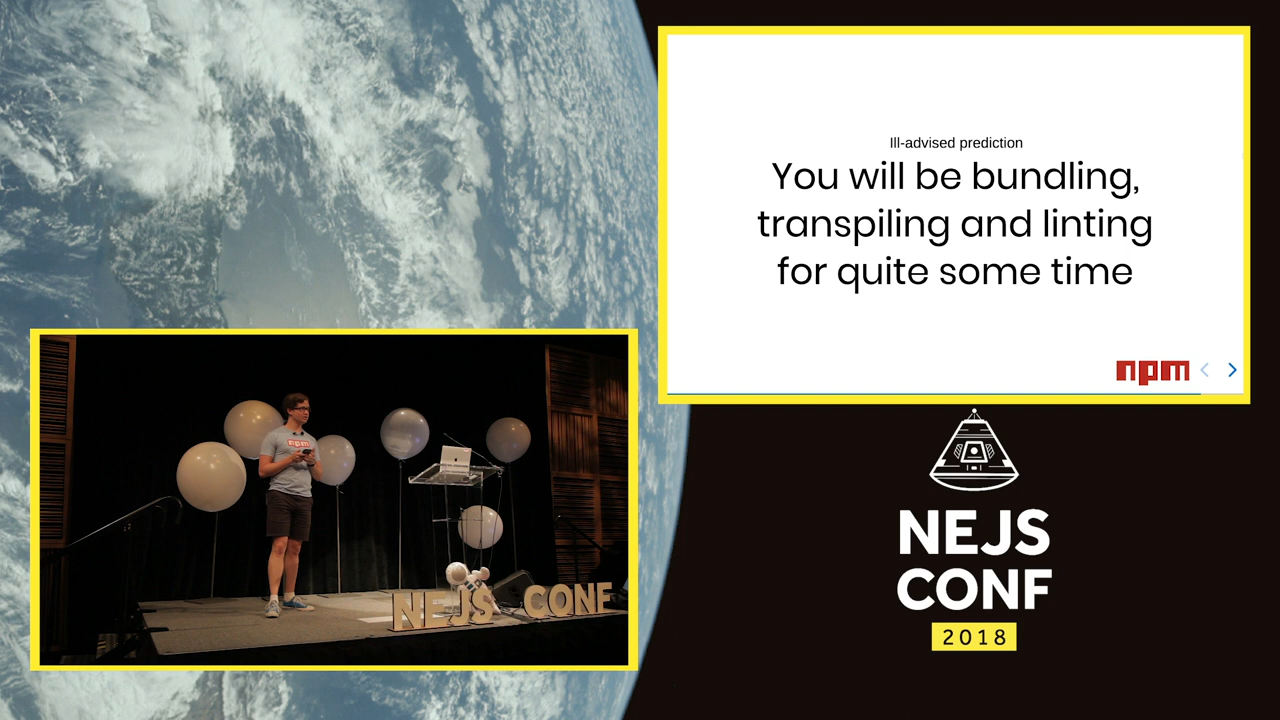 Ill-advised prediction
You will be bundling,
transpiling and linting
for quite some time
npm
npm
NEJS CONF
NEJS
CONF
2018